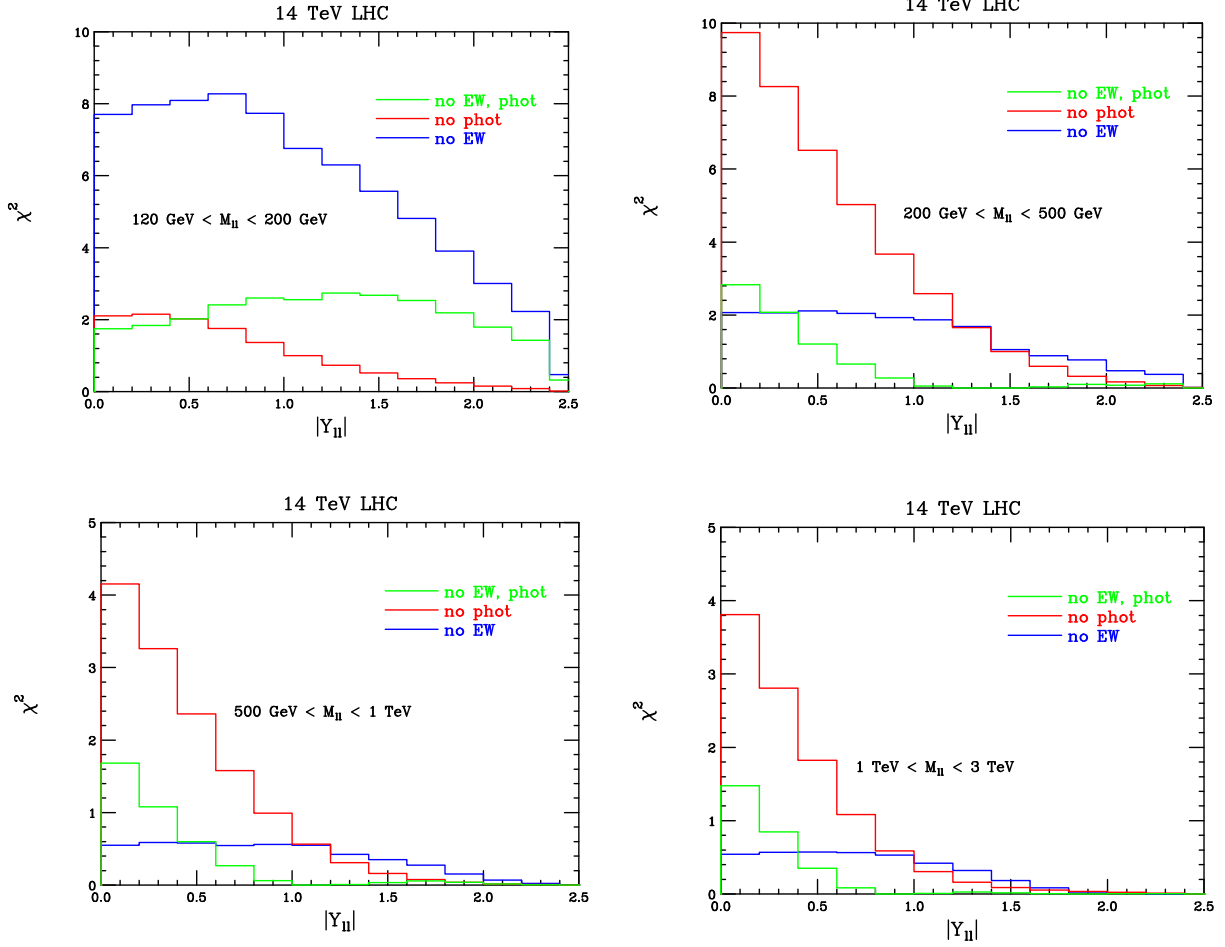 14 TeV LHC
10
8
6
4
2
0
χ²
no EW, phot
no phot
no EW
120 GeV < M_ll < 200 GeV
0.0 0.5 1.0 1.5 2.0 2.5
|Y_ll|
14 TeV LHC
10
8
6
4
2
0
χ²
no EW, phot
no phot
no EW
200 GeV < M_ll < 500 GeV
0.0 0.5 1.0 1.5 2.0 2.5
|Y_ll|
14 TeV LHC
5
4
3
2
1
0
χ²
no EW, phot
no phot
no EW
500 GeV < M_ll < 1 TeV
0.0 0.5 1.0 1.5 2.0 2.5
|Y_ll|
14 TeV LHC
5
4
3
2
1
0
χ²
no EW, phot
no phot
no EW
1 TeV < M_ll < 3 TeV
0.0 0.5 1.0 1.5 2.0 2.5
|Y_ll|